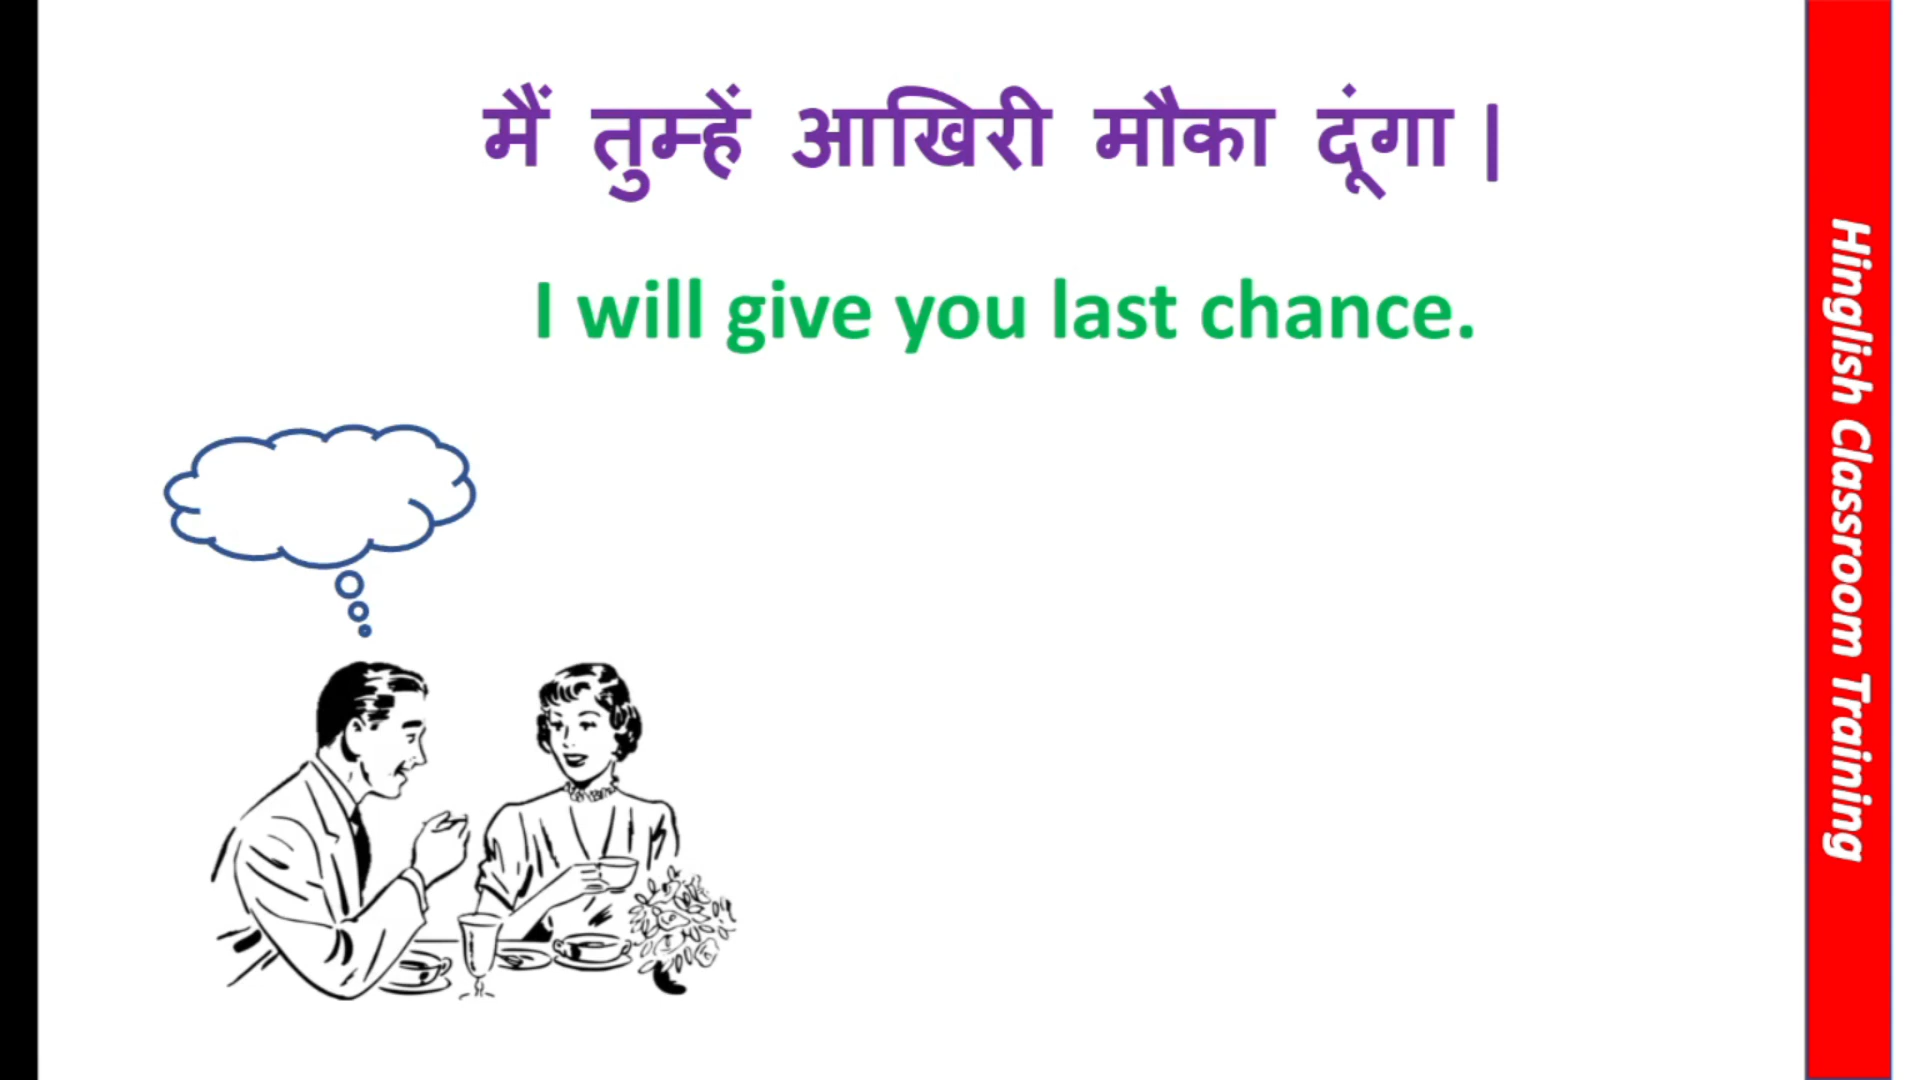 मैं तुम्हें आखिरी मौका दूंगा |
I will give you last chance.
Hinglish Classroom Training